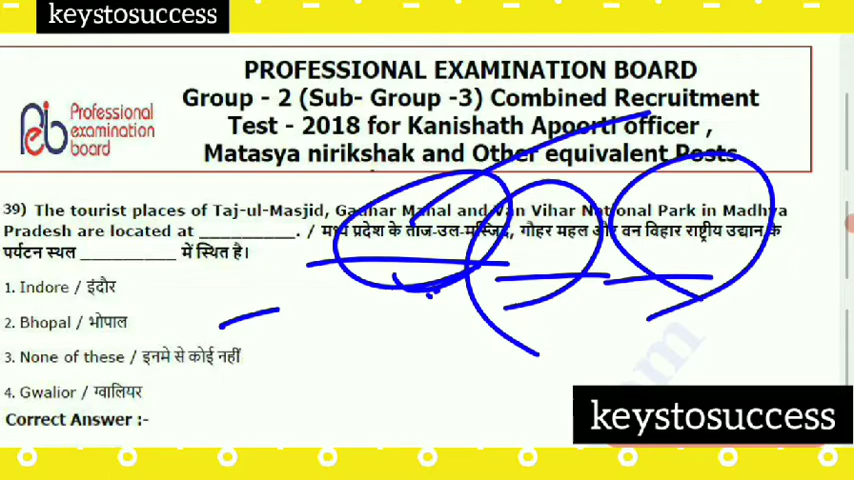 keystosuccess
PROFESSIONAL EXAMINATION BOARD
Group - 2 (Sub- Group -3) Combined Recruitment
Test - 2018 for Kanishath Apoorti officer ,
Matasya nirikshak and Other equivalent Posts
Professional
examination
board
39) The tourist places of Taj-ul-Masjid, Gauhar Mahal and Van Vihar National Park in Madhya
Pradesh are located at __________. / मध्य प्रदेश के ताज-उल-मस्जिद, गौहर महल और वन विहार राष्ट्रीय उद्यान के
पर्यटन स्थल __________ में स्थित है।
1. Indore / इंदौर
2. Bhopal / भोपाल
3. None of these / इनमे से कोई नहीं
4. Gwalior / ग्वालियर
Correct Answer :-
keystosuccess